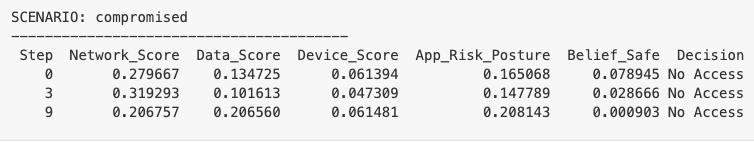 SCENARIO: compromised
----------------------------------------
Step Network_Score Data_Score Device_Score App_Risk_Posture Belief_Safe Decision
0 0.279667 0.134725 0.061394 0.165068 0.078945 No Access
3 0.319293 0.101613 0.047309 0.147789 0.028666 No Access
9 0.206757 0.206560 0.061481 0.208143 0.000903 No Access